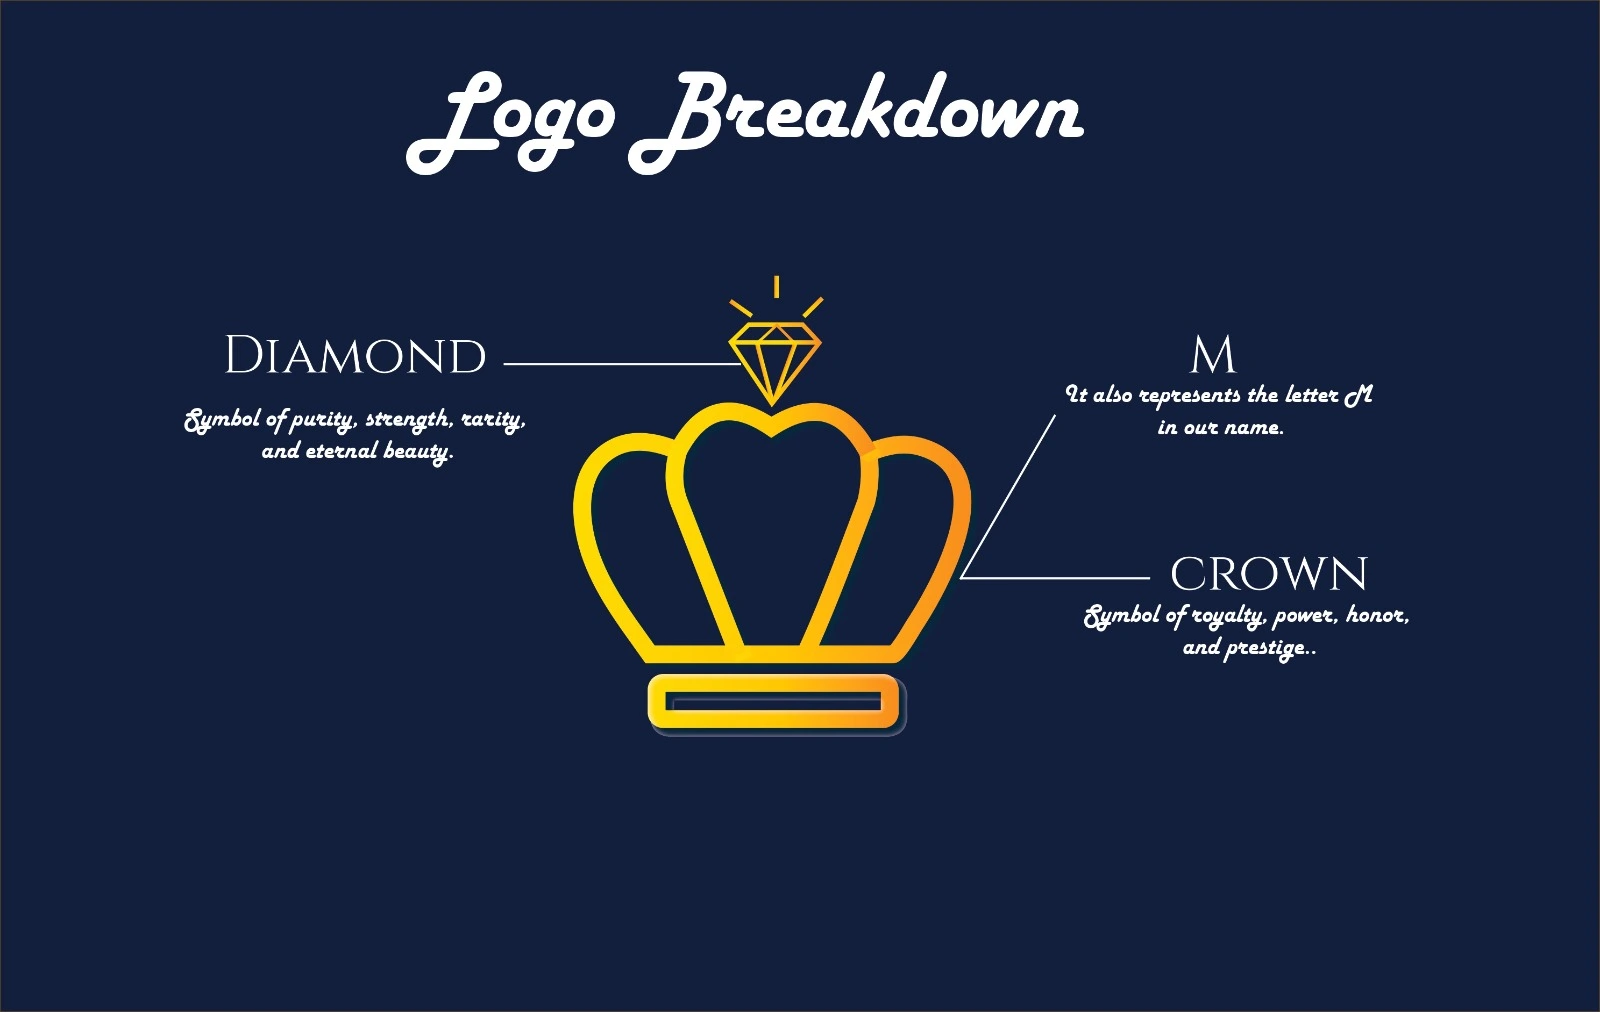 Logo Breakdown
DIAMOND
Symbol of purity, strength, rarity,
and eternal beauty.
M
It also represents the letter M
in our name.
CROWN
Symbol of royalty, power, honor,
and prestige..